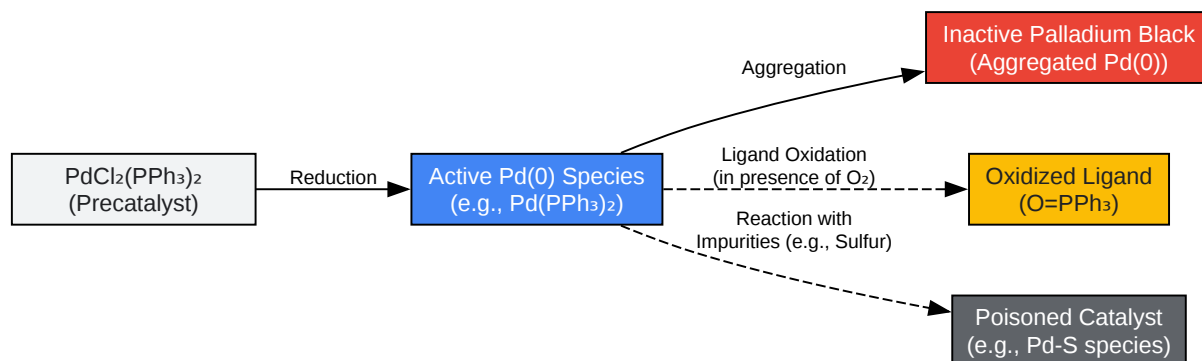 Inactive Palladium Black
(Aggregated Pd(0))
Aggregation
PdCl₂(PPh₃)₂
(Precatalyst)
Reduction
Active Pd(0) Species
(e.g., Pd(PPh₃)₂)
Ligand Oxidation
(in presence of O₂)
Oxidized Ligand
(O=PPh₃)
Reaction with
Impurities (e.g., Sulfur)
Poisoned Catalyst
(e.g., Pd-S species)